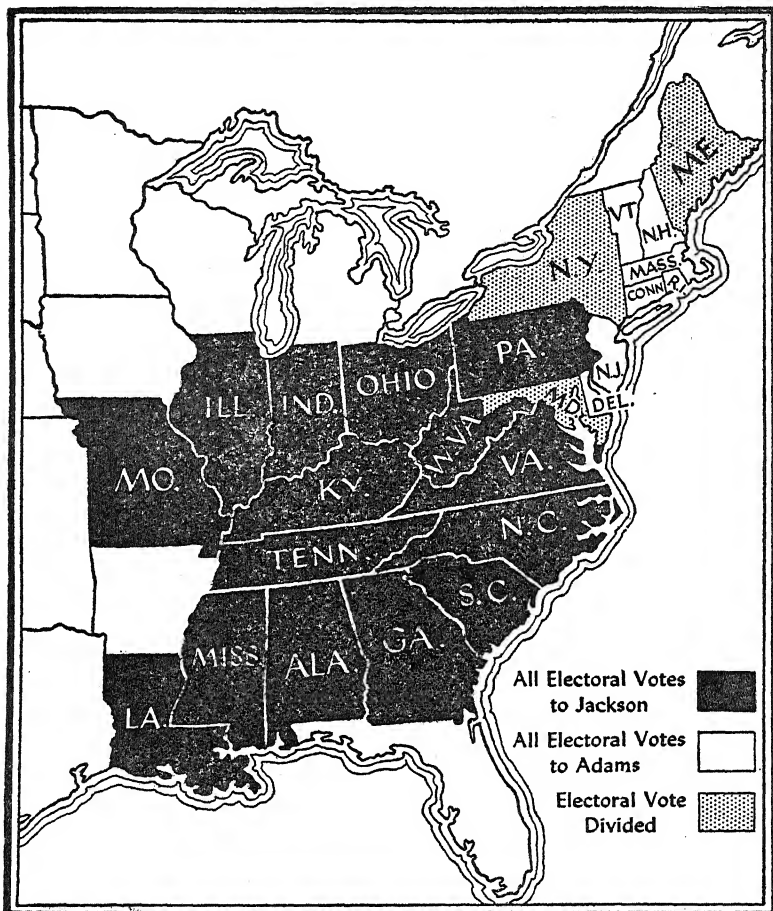 ME
VT
N.H.
N.Y
MASS.
CONN
R.I.
PA.
N.J.
OHIO
ILL
IND.
MD.
DEL.
W.VA
VA.
MO.
KY.
N.C.
TENN.
S.C.
MISS.
ALA.
GA.
LA.
All Electoral Votes
to Jackson
All Electoral Votes
to Adams
Electoral Vote
Divided